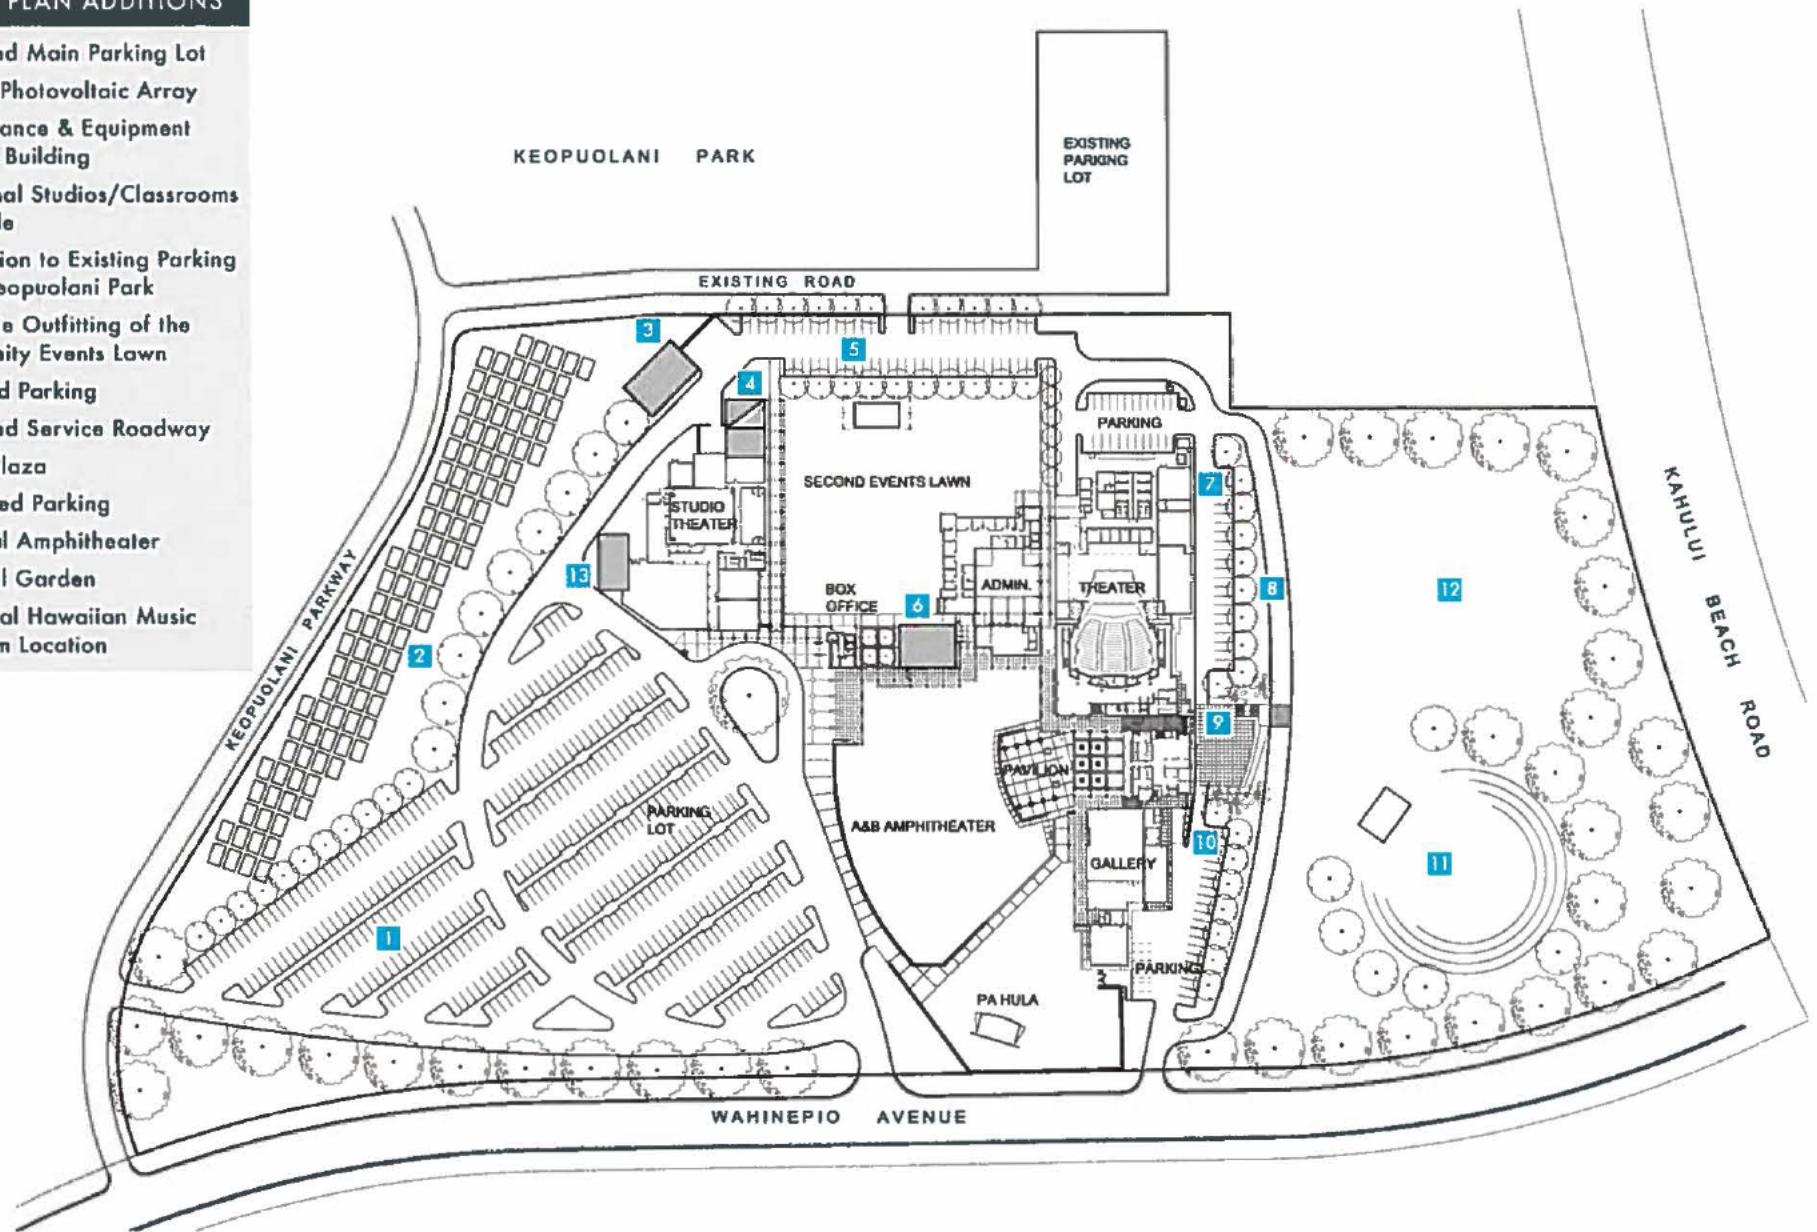 PLAN ADDITIONS
nd Main Parking Lot
Photovoltaic Array
ance & Equipment
Building
nal Studios/Classrooms
le
ion to Existing Parking
eopuolani Park
e Outfitting of the
nity Events Lawn
d Parking
nd Service Roadway
Plaza
ed Parking
al Amphitheater
l Garden
al Hawaiian Music
m Location
KEOPUOLANI PARK
EXISTING
PARKING
LOT
EXISTING ROAD
3
5
4
PARKING
SECOND EVENTS LAWN
7
STUDIO
THEATER
KAHULUI BEACH ROAD
13
BOX
OFFICE
6
ADMIN.
THEATER
8
12
KEOPUOLANI PARKWAY
2
9
PAVILION
PARKING
LOT
A&B AMPHITHEATER
10
GALLERY
11
1
PARKING
PA HULA
WAHINEPIO AVENUE